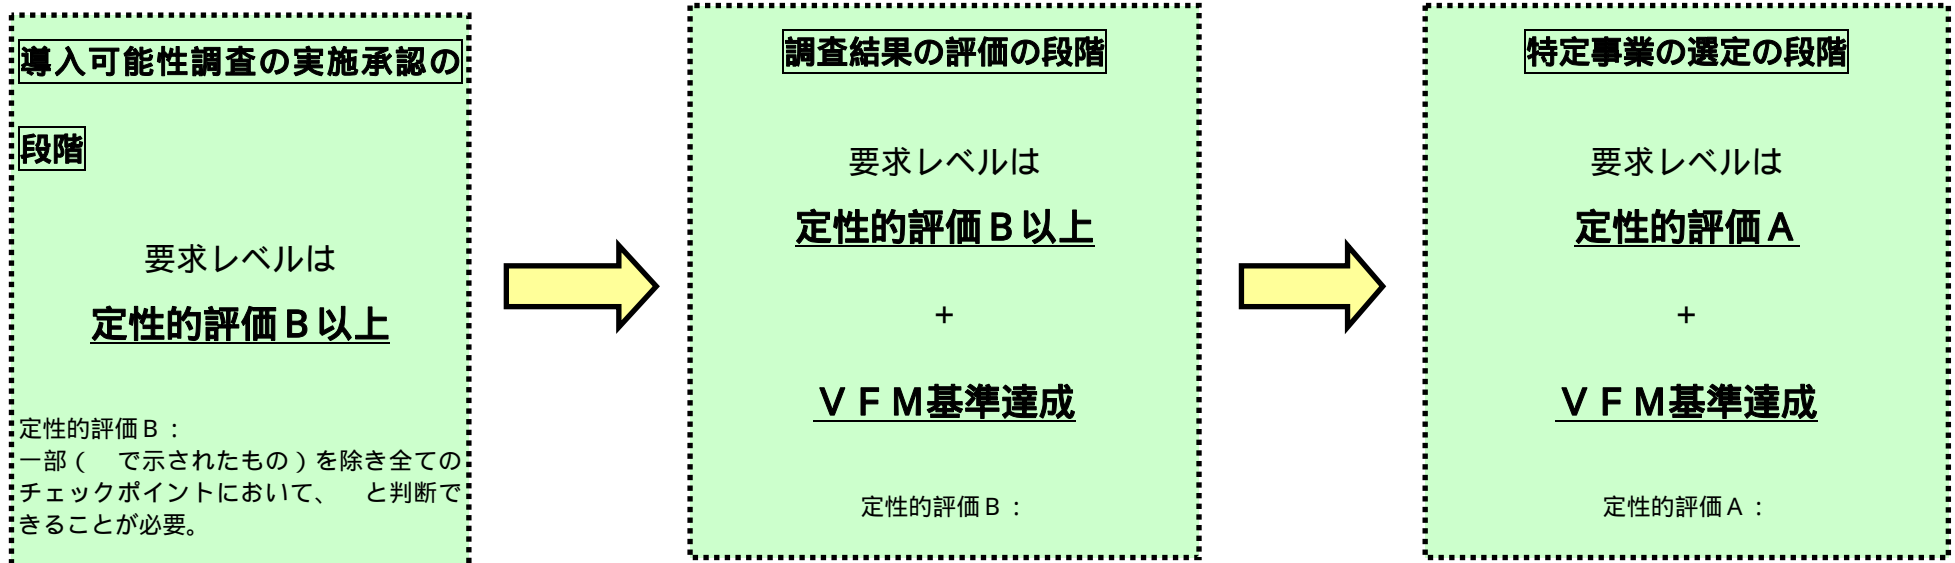 導入可能性調査の実施承認の
段階
要求レベルは
定性的評価Ｂ以上
定性的評価Ｂ：
一部（　で示されたもの）を除き全ての
チェックポイントにおいて、　と判断で
きることが必要。
調査結果の評価の段階
要求レベルは
定性的評価Ｂ以上
＋
ＶＦＭ基準達成
定性的評価Ｂ：
特定事業の選定の段階
要求レベルは
定性的評価Ａ
＋
ＶＦＭ基準達成
定性的評価Ａ：